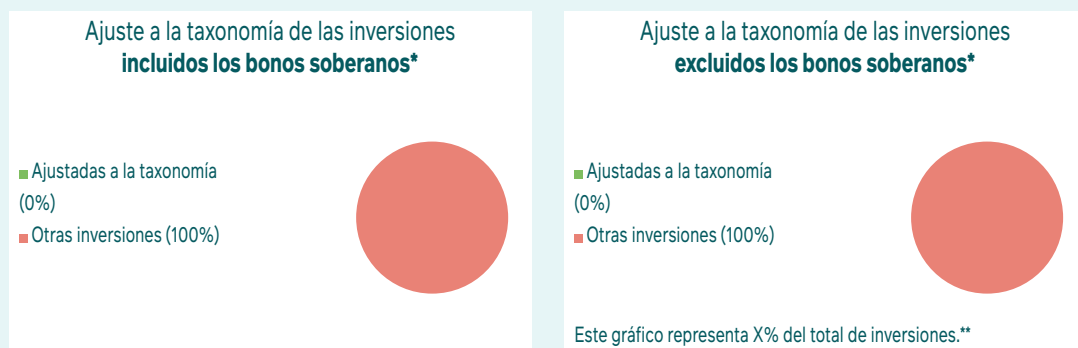 Ajuste a la taxonomía de las inversiones
incluidos los bonos soberanos*
Ajustadas a la taxonomía
(0%)
Otras inversiones (100%)
Ajuste a la taxonomía de las inversiones
excluidos los bonos soberanos*
Ajustadas a la taxonomía
(0%)
Otras inversiones (100%)
Este gráfico representa X% del total de inversiones.**